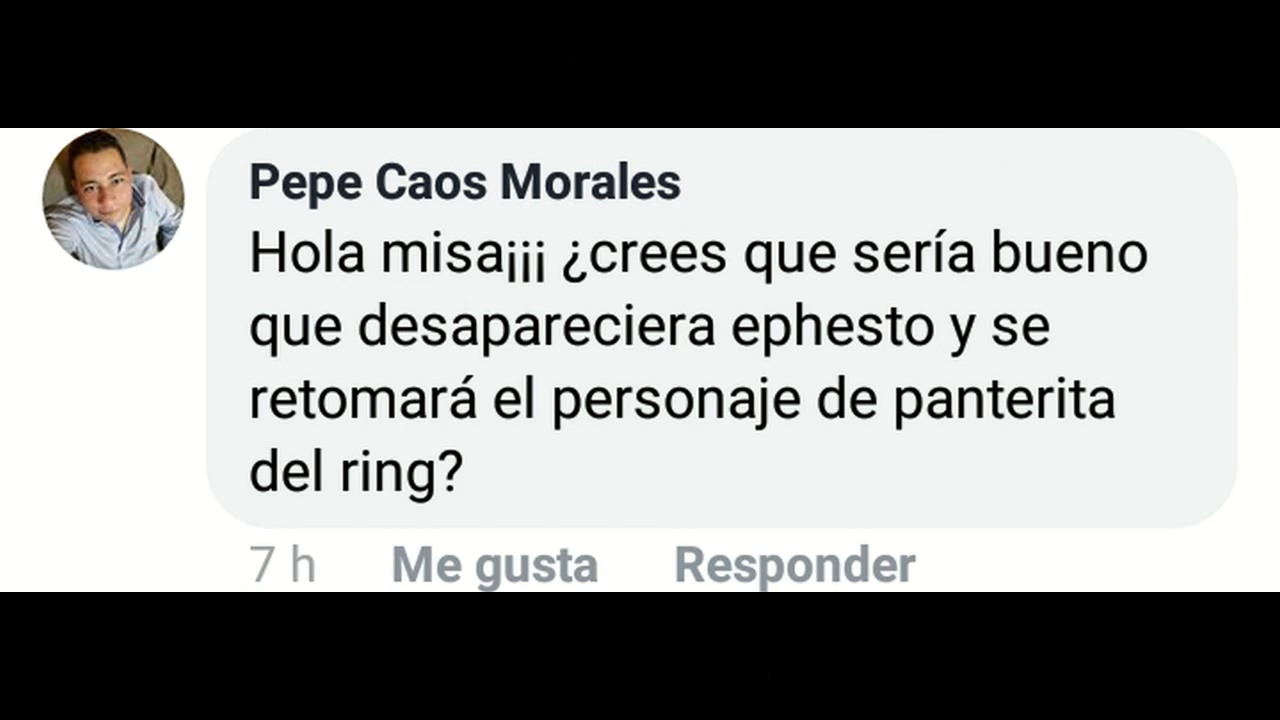 Pepe Caos Morales
Hola misa¡¡¡ ¿crees que sería bueno
que desapareciera ephesto y se
retomará el personaje de panterita
del ring?
7 h Me gusta Responder